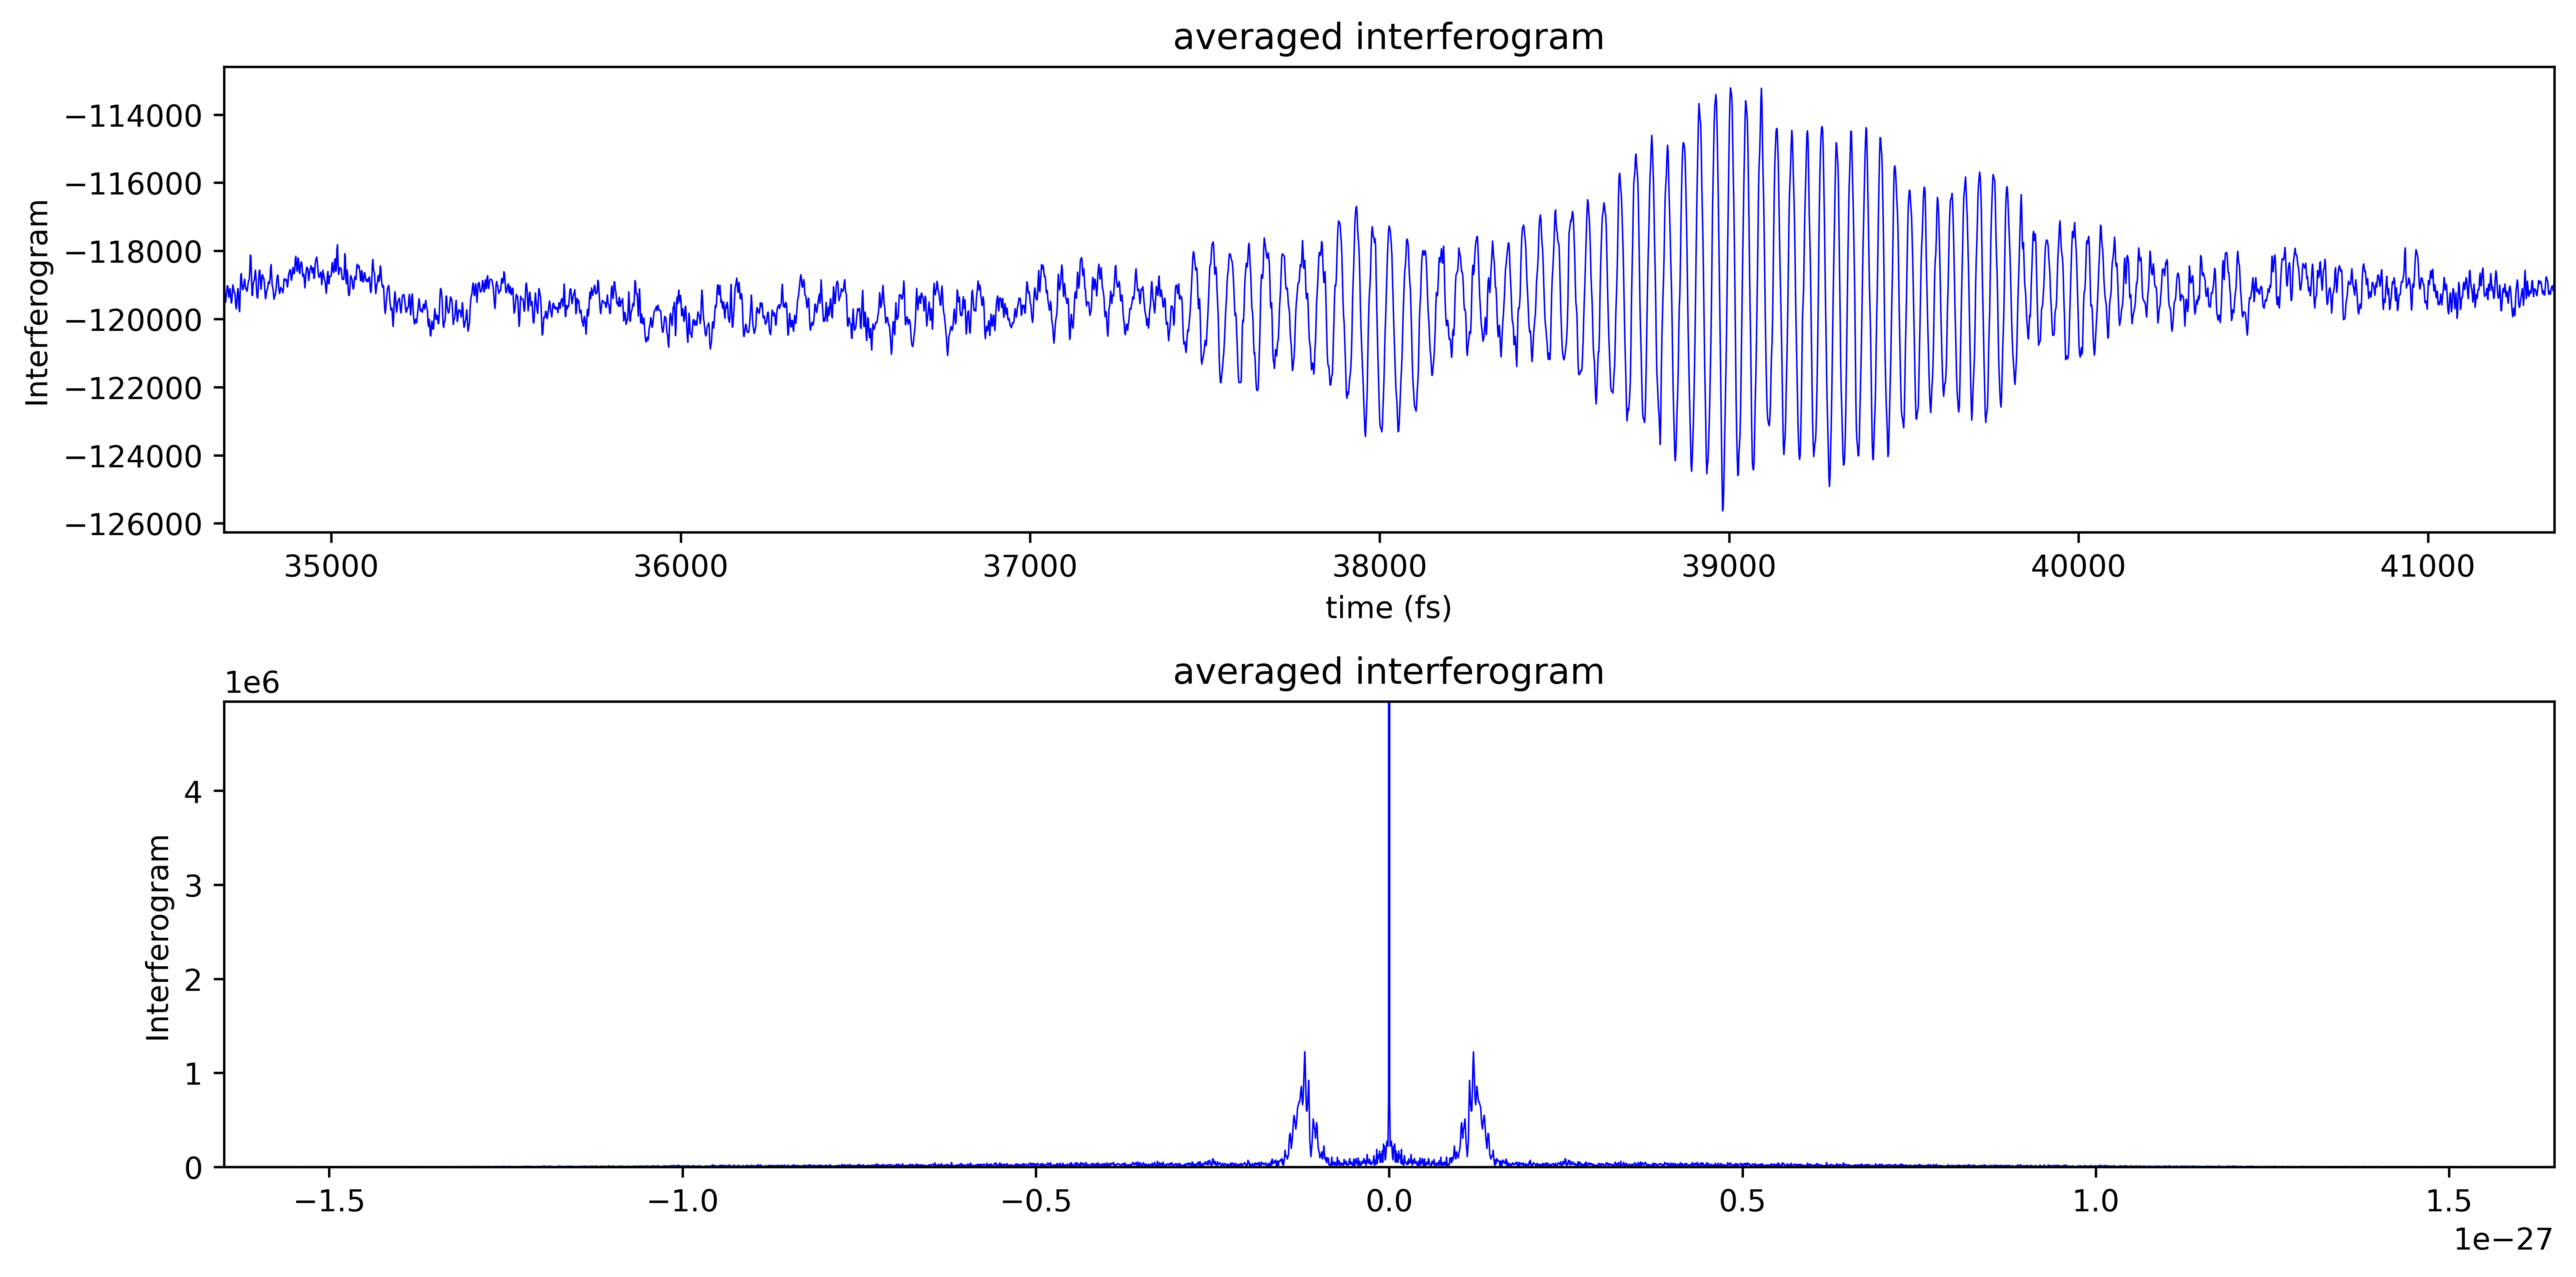 averaged interferogram
Interferogram
−114000
−116000
−118000
−120000
−122000
−124000
−126000
35000 36000 37000 38000 39000 40000 41000
time (fs)
averaged interferogram
1e6
Interferogram
4
3
2
1
0
−1.5 −1.0 −0.5 0.0 0.5 1.0 1.5
1e−27